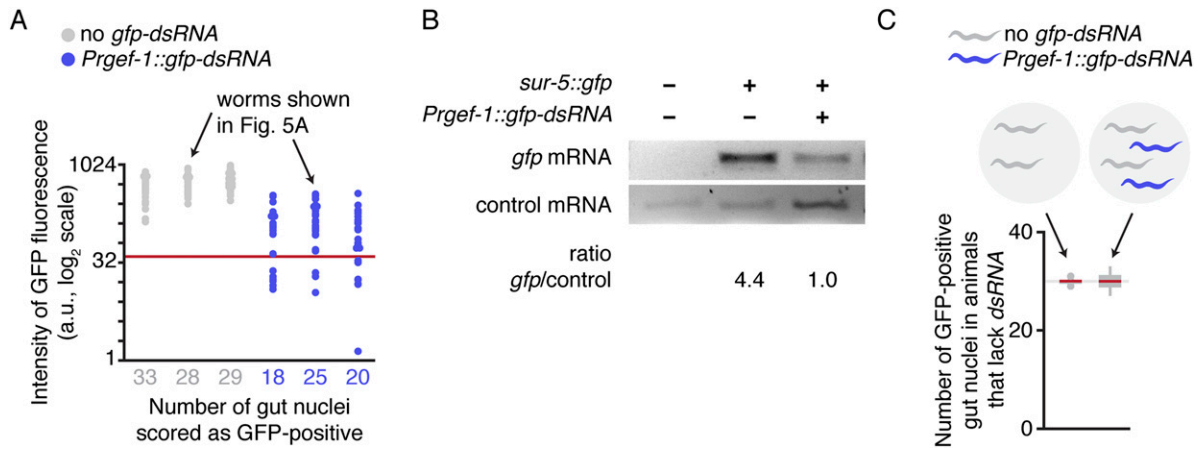 A
no gfp-dsRNA
Prgef-1::gfp-dsRNA
worms shown
in Fig. 5A
Intensity of GFP fluorescence
(a.u., log2 scale)
1024
32
1
33 28 29 18 25 20
Number of gut nuclei
scored as GFP-positive
B
sur-5::gfp - + +
Prgef-1::gfp-dsRNA - - +
gfp mRNA
control mRNA
ratio
gfp/control 4.4 1.0
C
no gfp-dsRNA
Prgef-1::gfp-dsRNA
Number of GFP-positive
gut nuclei in animals
that lack dsRNA
40
20
0